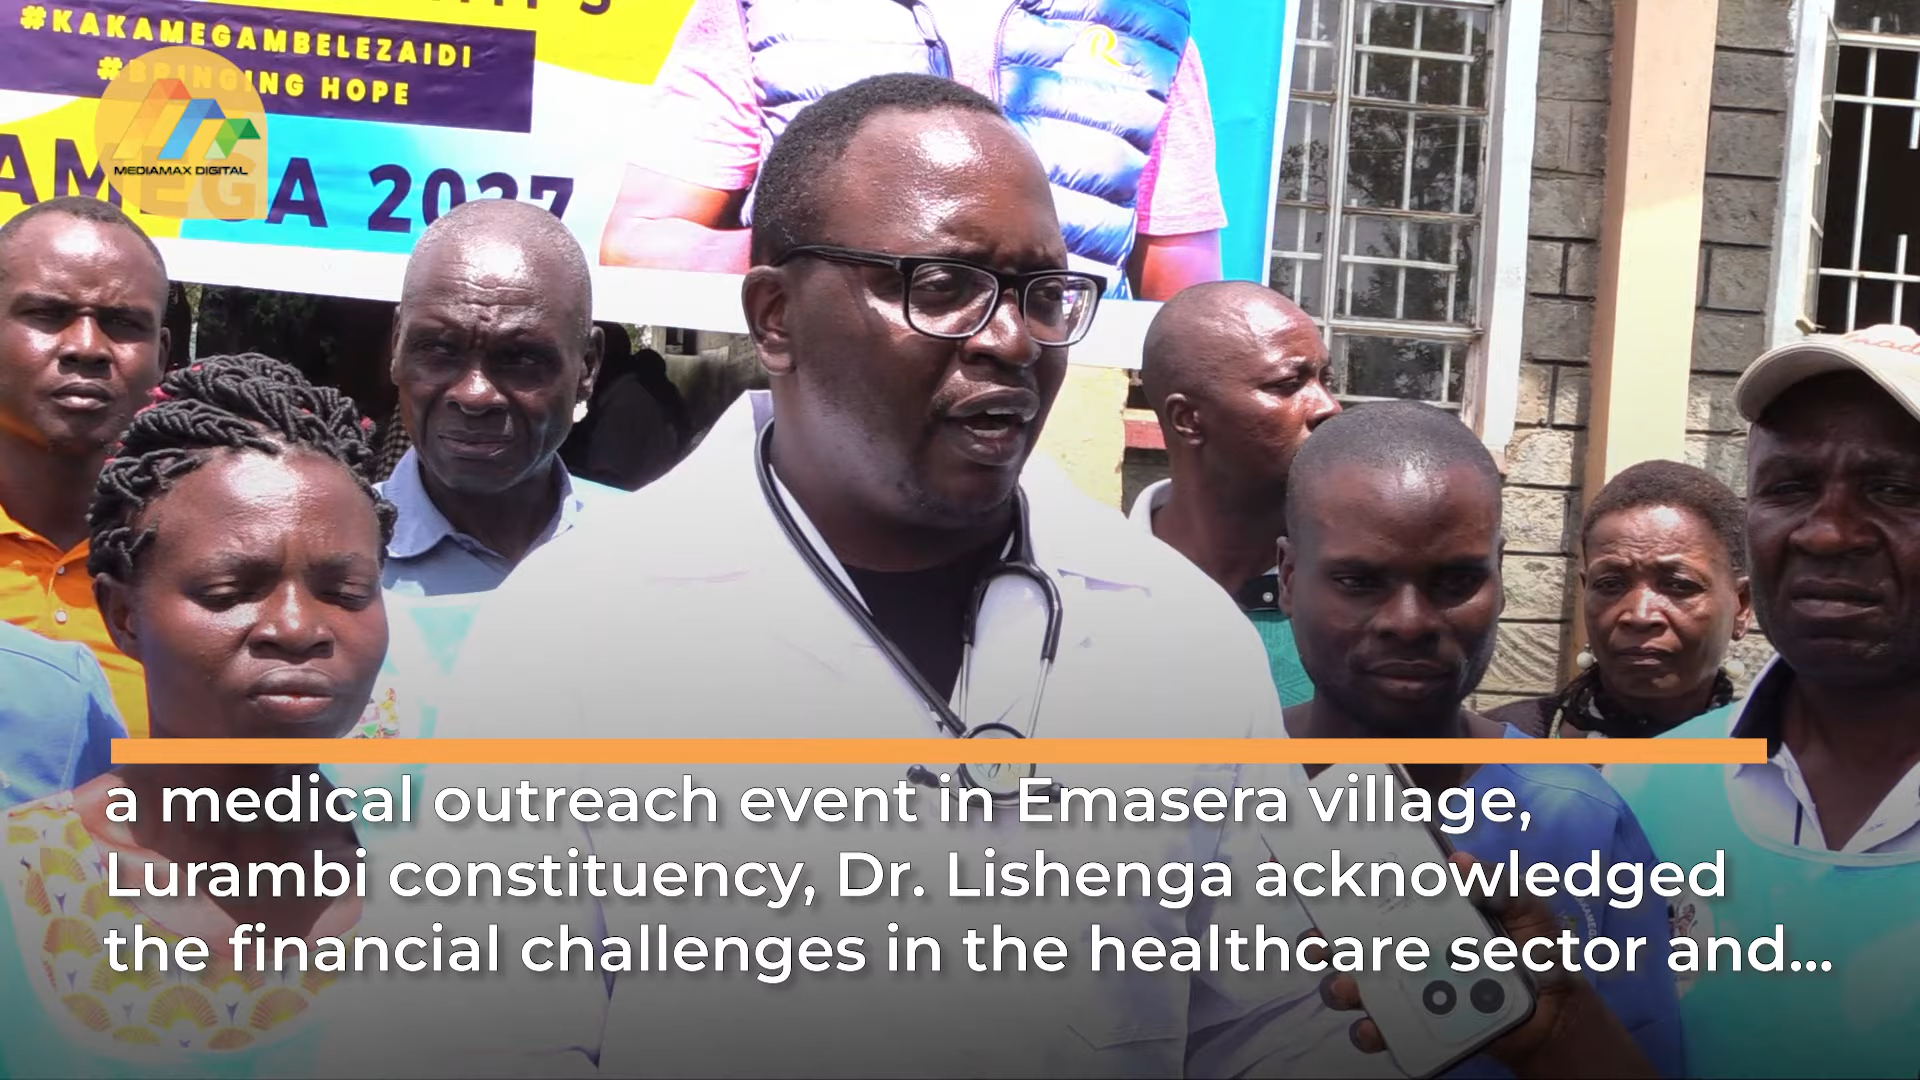 #KAKAMEGAMBELEZAIDI
#BRINGING HOPE
MEDIAMAX DIGITAL
AMEGA 2027
R
a medical outreach event in Emasera village,
Lurambi constituency, Dr. Lishenga acknowledged
the financial challenges in the healthcare sector and...